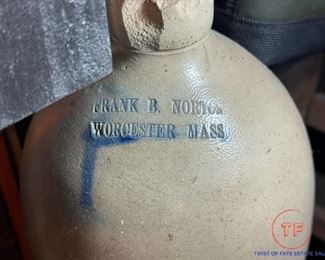 FRANK B. NORTON
WORCESTER MASS.
TF
TWIST OF FATE ESTATE SALES